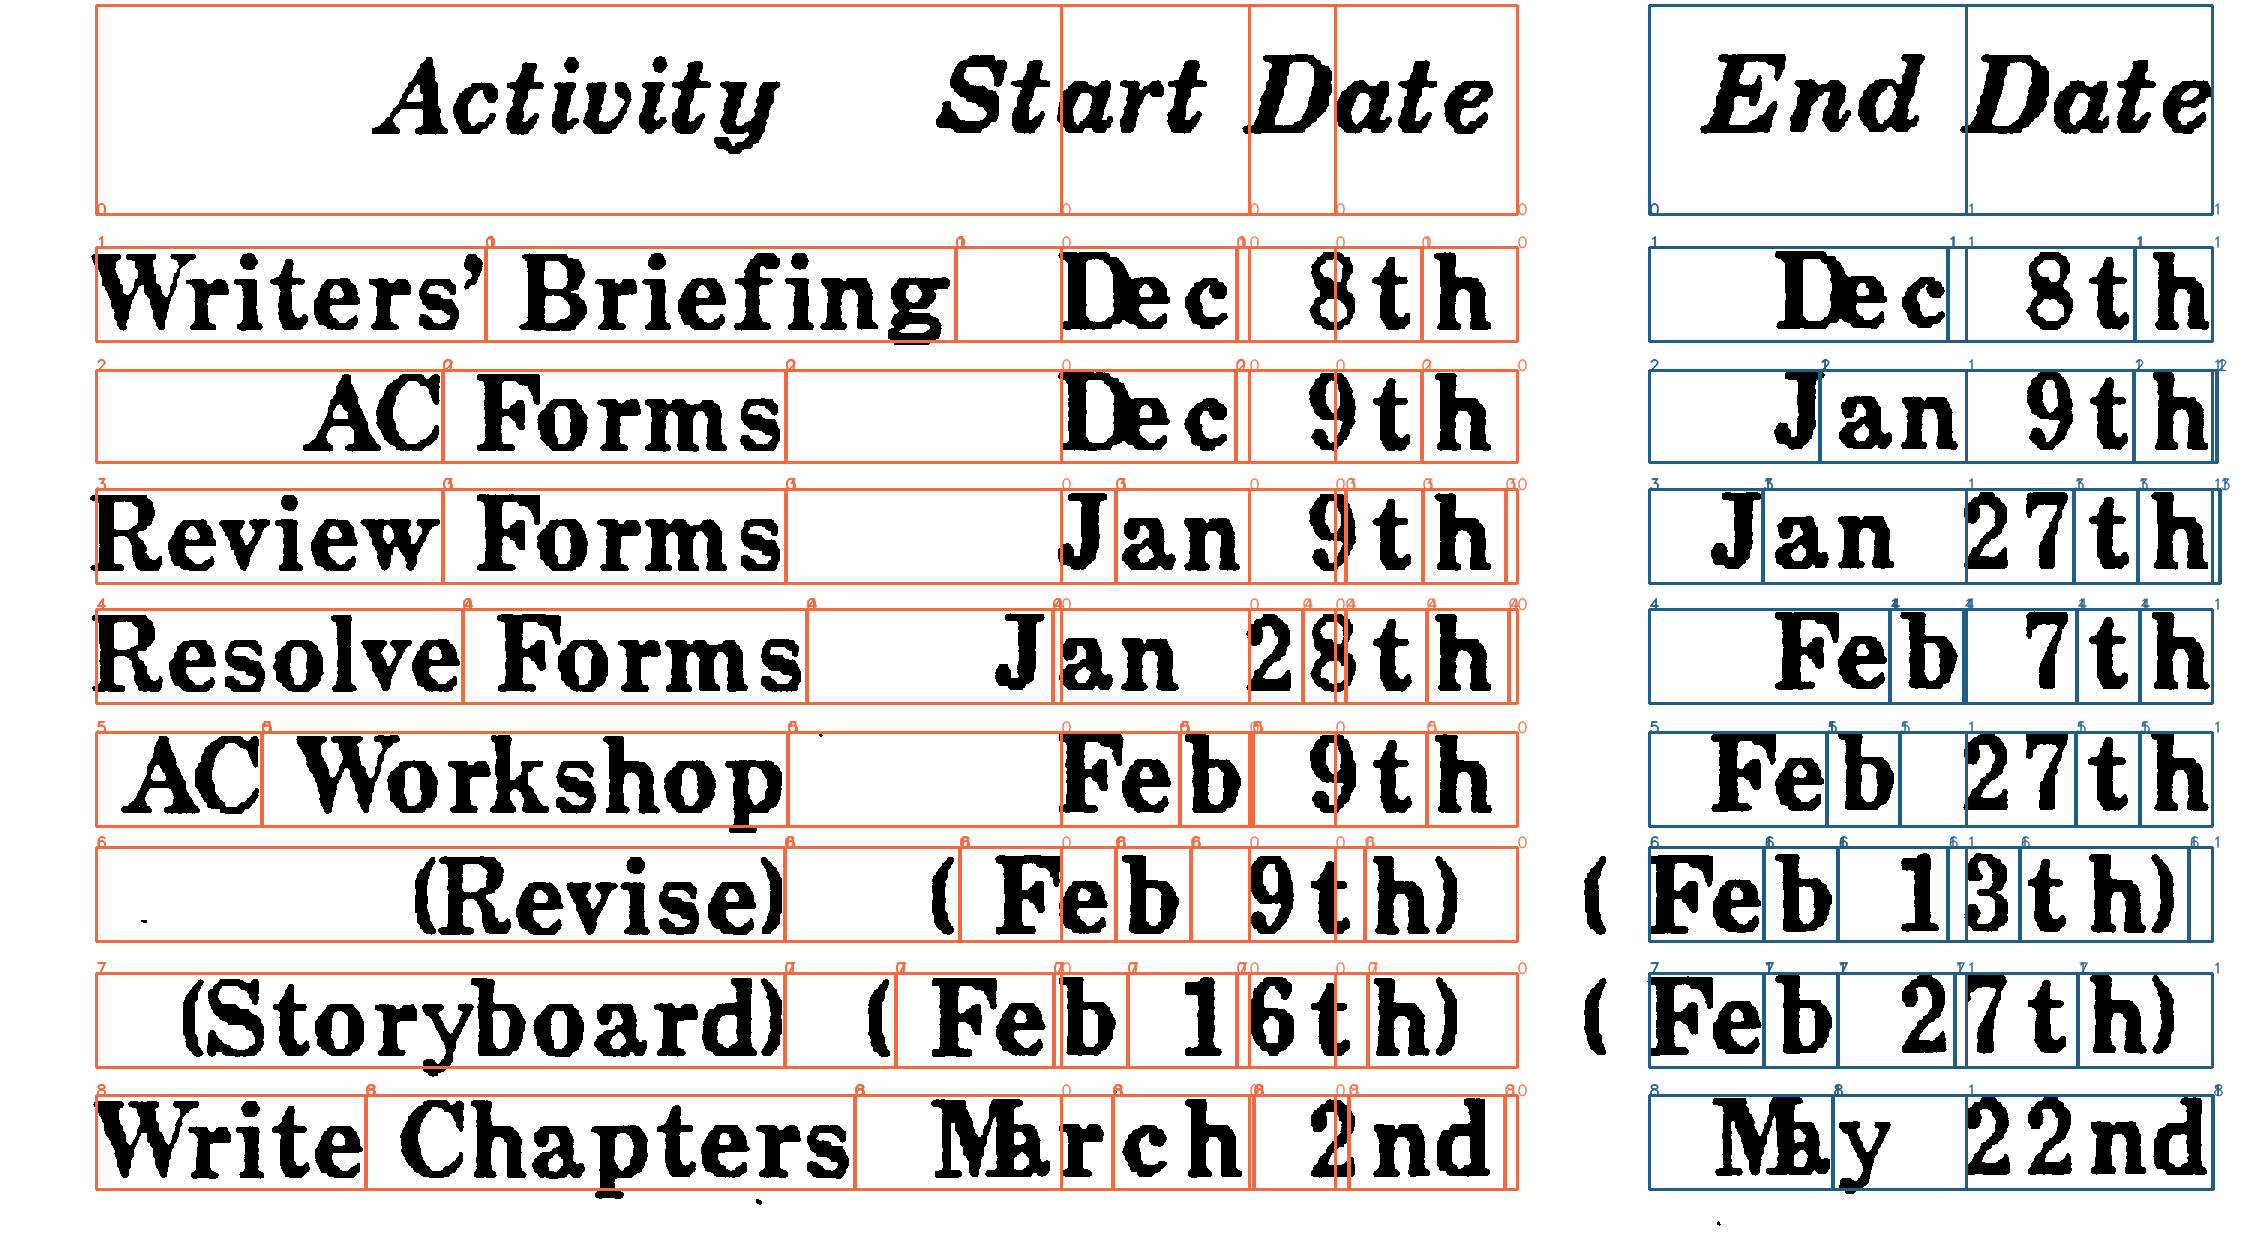 Activity Start Date End Date
Writers' Briefing Dec 8th Dec 8th
AC Forms Dec 9th Jan 9th
Review Forms Jan 9th Jan 27th
Resolve Forms Jan 28th Feb 7th
AC Workshop Feb 9th Feb 27th
(Revise) (Feb 9th) (Feb 13th)
(Storyboard) (Feb 16th) (Feb 27th)
Write Chapters March 2nd May 22nd